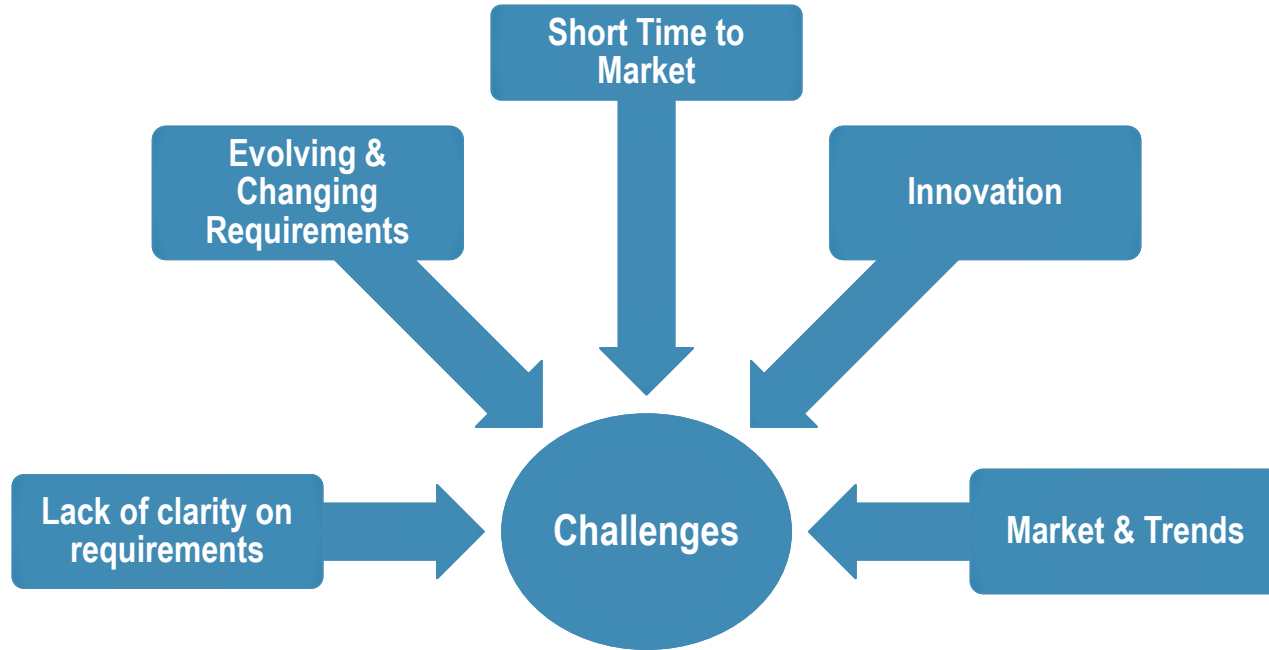 Short Time to
Market
Evolving &
Changing
Requirements
Innovation
Lack of clarity on
requirements
Challenges
Market & Trends